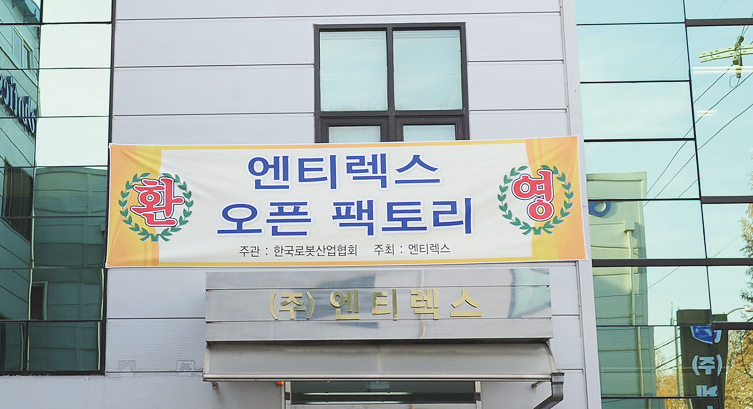 환 영
엔티렉스
오픈 팩토리
주관 : 한국로봇산업협회 주최 : 엔티렉스
(주) 엔티렉스
(주)